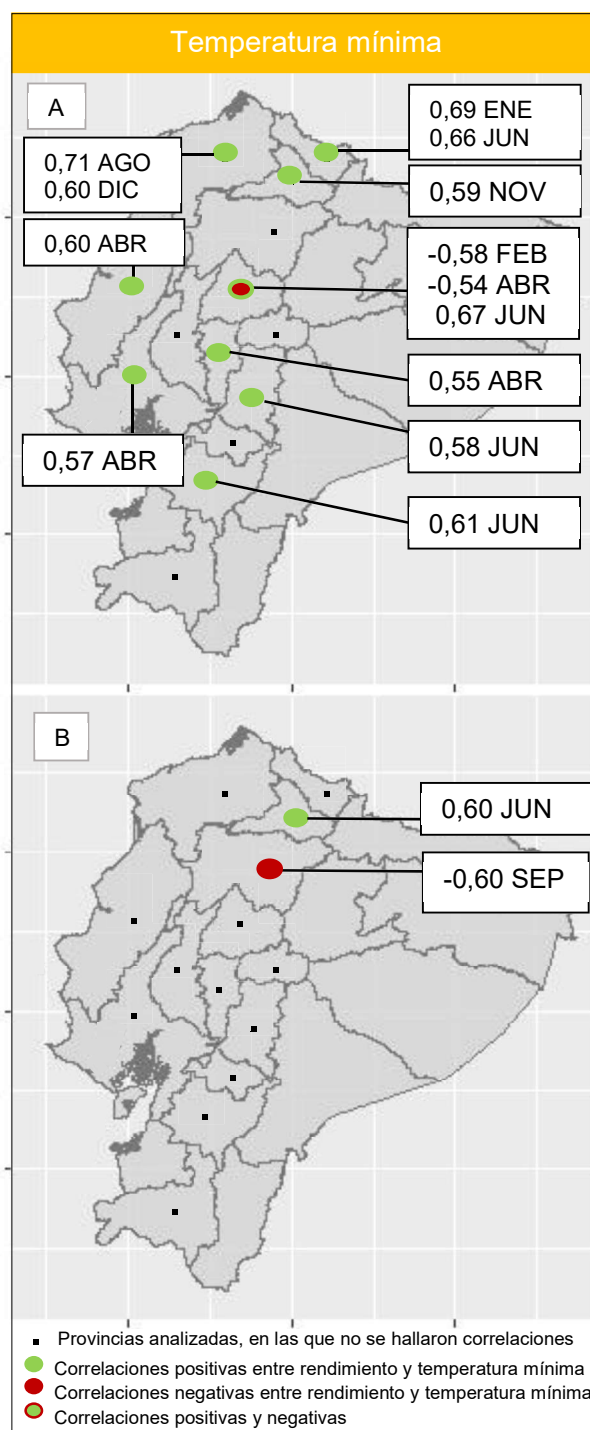 Temperatura mínima
A
0,69 ENE
0,66 JUN
0,71 AGO
0,60 DIC
0,59 NOV
0,60 ABR
-0,58 FEB
-0,54 ABR
0,67 JUN
0,55 ABR
0,57 ABR
0,58 JUN
0,61 JUN
B
0,60 JUN
-0,60 SEP
Provincias analizadas, en las que no se hallaron correlaciones
Correlaciones positivas entre rendimiento y temperatura mínima
Correlaciones negativas entre rendimiento y temperatura mínima
Correlaciones positivas y negativas